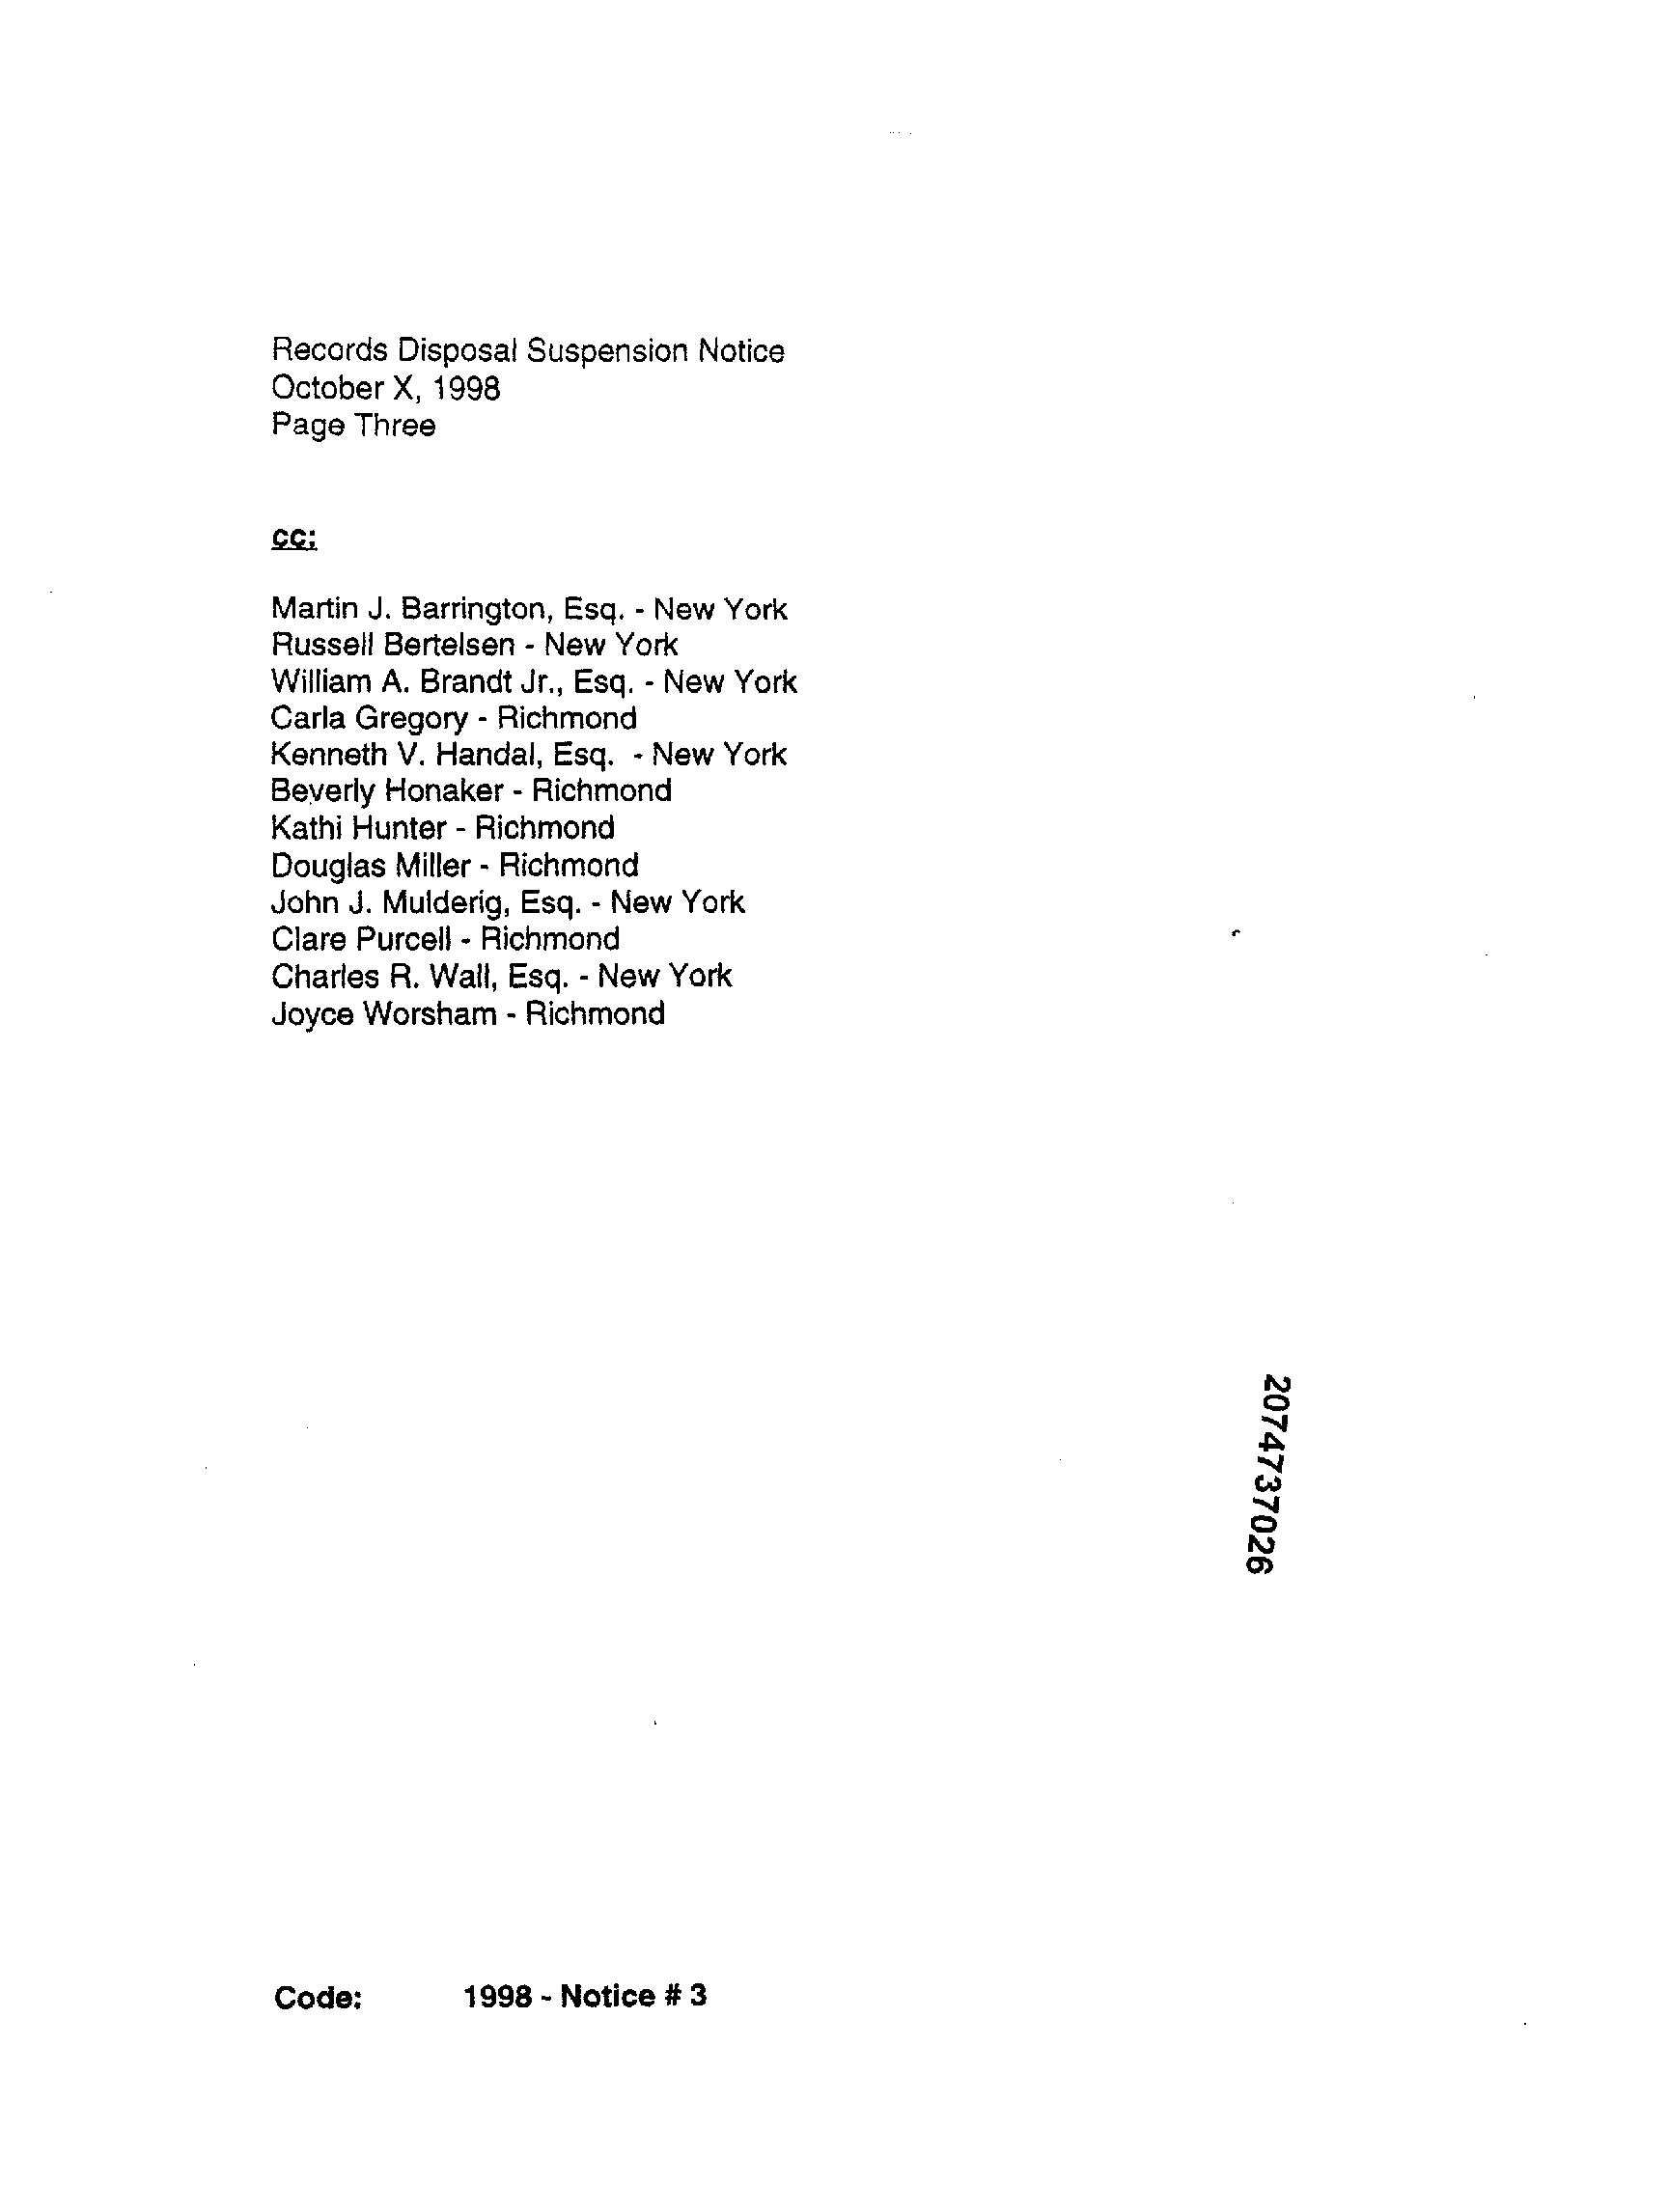 Records Disposal Suspension Notice
October X, 1998
Page Three
cc:
Martin J. Barrington, Esq. - New York
Russell Bertelsen - New York
William A. Brandt Jr., Esq. - New York
Carla Gregory - Richmond
Kenneth V. Handal, Esq.  - New York
Beverly Honaker - Richmond
Kathi Hunter - Richmond
Douglas Miller - Richmond
John J. Mulderig, Esq. - New York
Clare Purcell - Richmond
Charles R. Wall, Esq. - New York
Joyce Worsham - Richmond
2074737026
Code: 1998 - Notice # 3